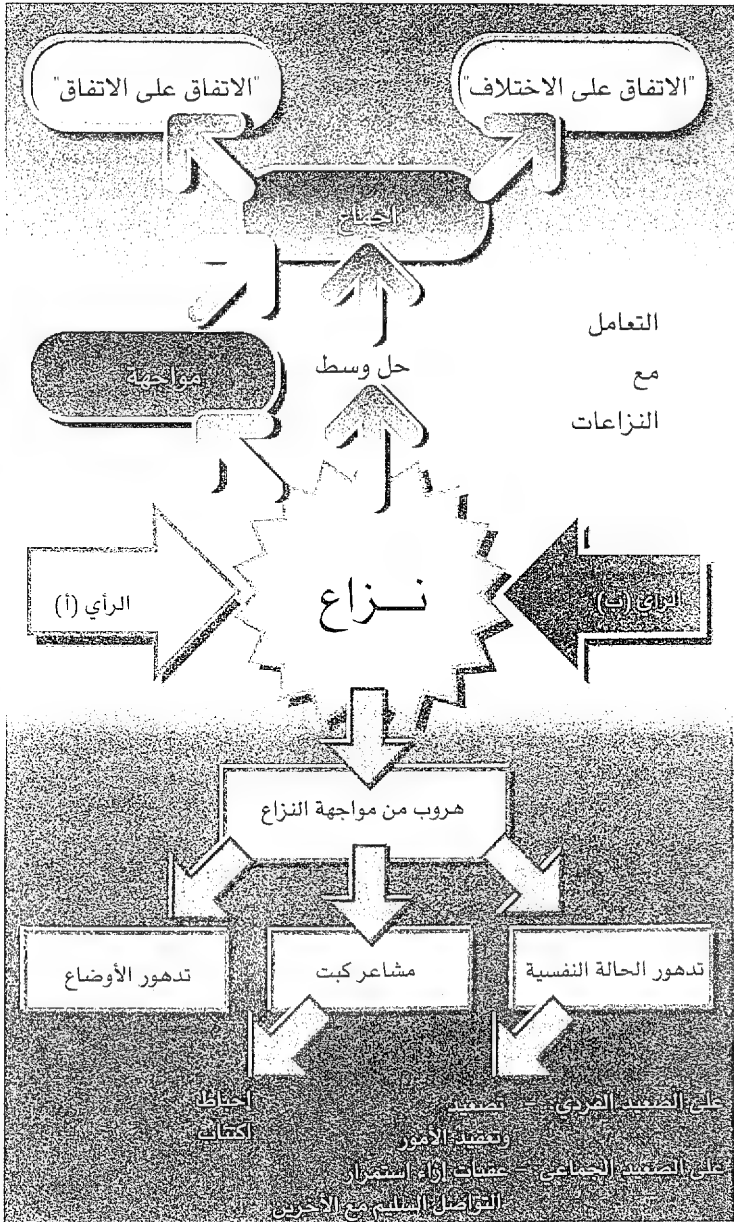 "الاتفاق على الاختلاف"
"الاتفاق على الاتفاق"
اجماع
التعامل
مع
النزاعات
حل وسط
مواجهة
الرأي (ب)
نـــزاع
الرأي (أ)
هروب من مواجهة النزاع
تدهور الحالة النفسية
مشاعر كبت
تدهور الأوضاع
على الصعيد الفردي - تصعيد
وتعقيد الأمور
على الصعيد الجماعي - عقبات إزاء استمرار
التواصل السليم مع الآخرين
احباط
اكتئاب